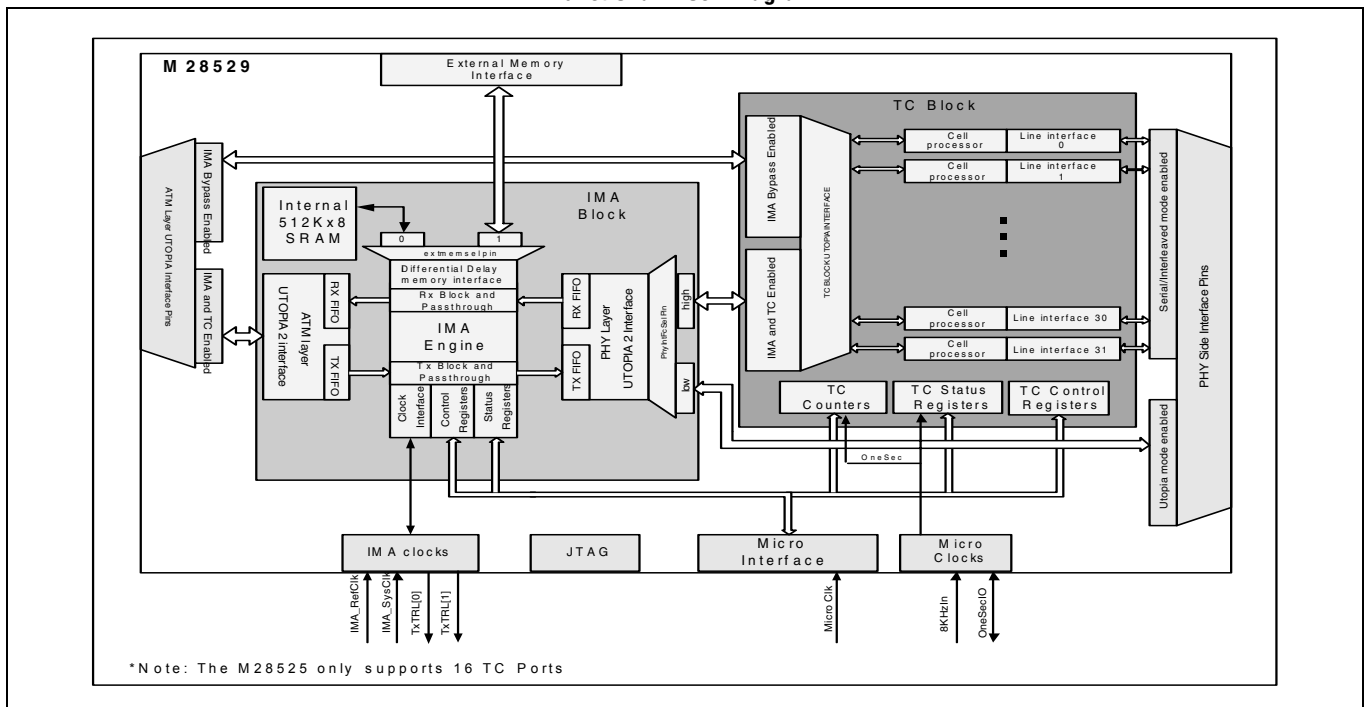 M 28529
External Memory
Interface
TC Block
IMA Bypass Enabled
IMA and TC Enabled
ATM Layer UTOPIA Interface Pins
Internal
512Kx8
SRAM
IMA
Block
0
1
extmemselpin
Differential Delay
memory interface
Rx Block and
Passthrough
IMA
Engine
Tx Block and
Passthrough
Clock
Interface
Control
Registers
Status
Registers
ATM layer
UTOPIA 2 interface
RX FIFO
TX FIFO
RX FIFO
TX FIFO
PHY Layer
UTOPIA 2 Interface
PhyIntFcSelPin
high
low
IMA Bypass Enabled
IMA and TC Enabled
TC BLOCK UTOPIA INTERFACE
Cell
processor
Line interface
0
Cell
processor
Line interface
1
Cell
processor
Line interface 30
Cell
processor
Line interface 31
TC
Counters
TC Status
Registers
TC Control
Registers
OneSec
Serial/Interleaved mode enabled
Utopia mode enabled
PHY Side Interface Pins
IMA clocks
JTAG
Micro
Interface
Micro
Clocks
IMA_RefClk
IMA_SysClk
TxTRL[0]
TxTRL[1]
Micro Clk
8KHzIn
OneSecIO
*Note: The M28525 only supports 16 TC Ports